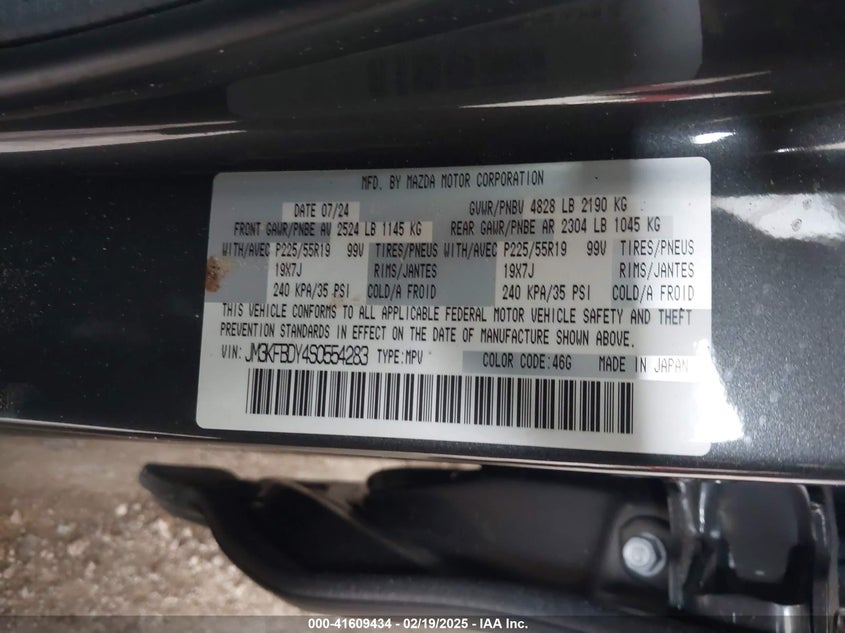 MFD. BY MAZDA MOTOR CORPORATION
DATE 07/24 GVWR/PNBV 4828 LB 2190 KG
FRONT GAWR/PNBE AV 2524 LB 1145 KG REAR GAWR/PNBE AR 2304 LB 1045 KG
WITH/AVEC P225/55R19 99V TIRES/PNEUS WITH/AVEC P225/55R19 99V TIRES/PNEUS
19X7J RIMS/JANTES 19X7J RIMS/JANTES
240 KPA/35 PSI COLD/A FROID 240 KPA/35 PSI COLD/A FROID
THIS VEHICLE CONFORMS TO ALL APPLICABLE FEDERAL MOTOR VEHICLE SAFETY AND THEFT
PREVENTION STANDARDS IN EFFECT ON THE DATE OF MANUFACTURE SHOWN ABOVE.
VIN: JM3KFBDY4S0554283 TYPE:MPV COLOR CODE:46G MADE IN JAPAN
000-41609434 - 02/19/2025 - IAA Inc.